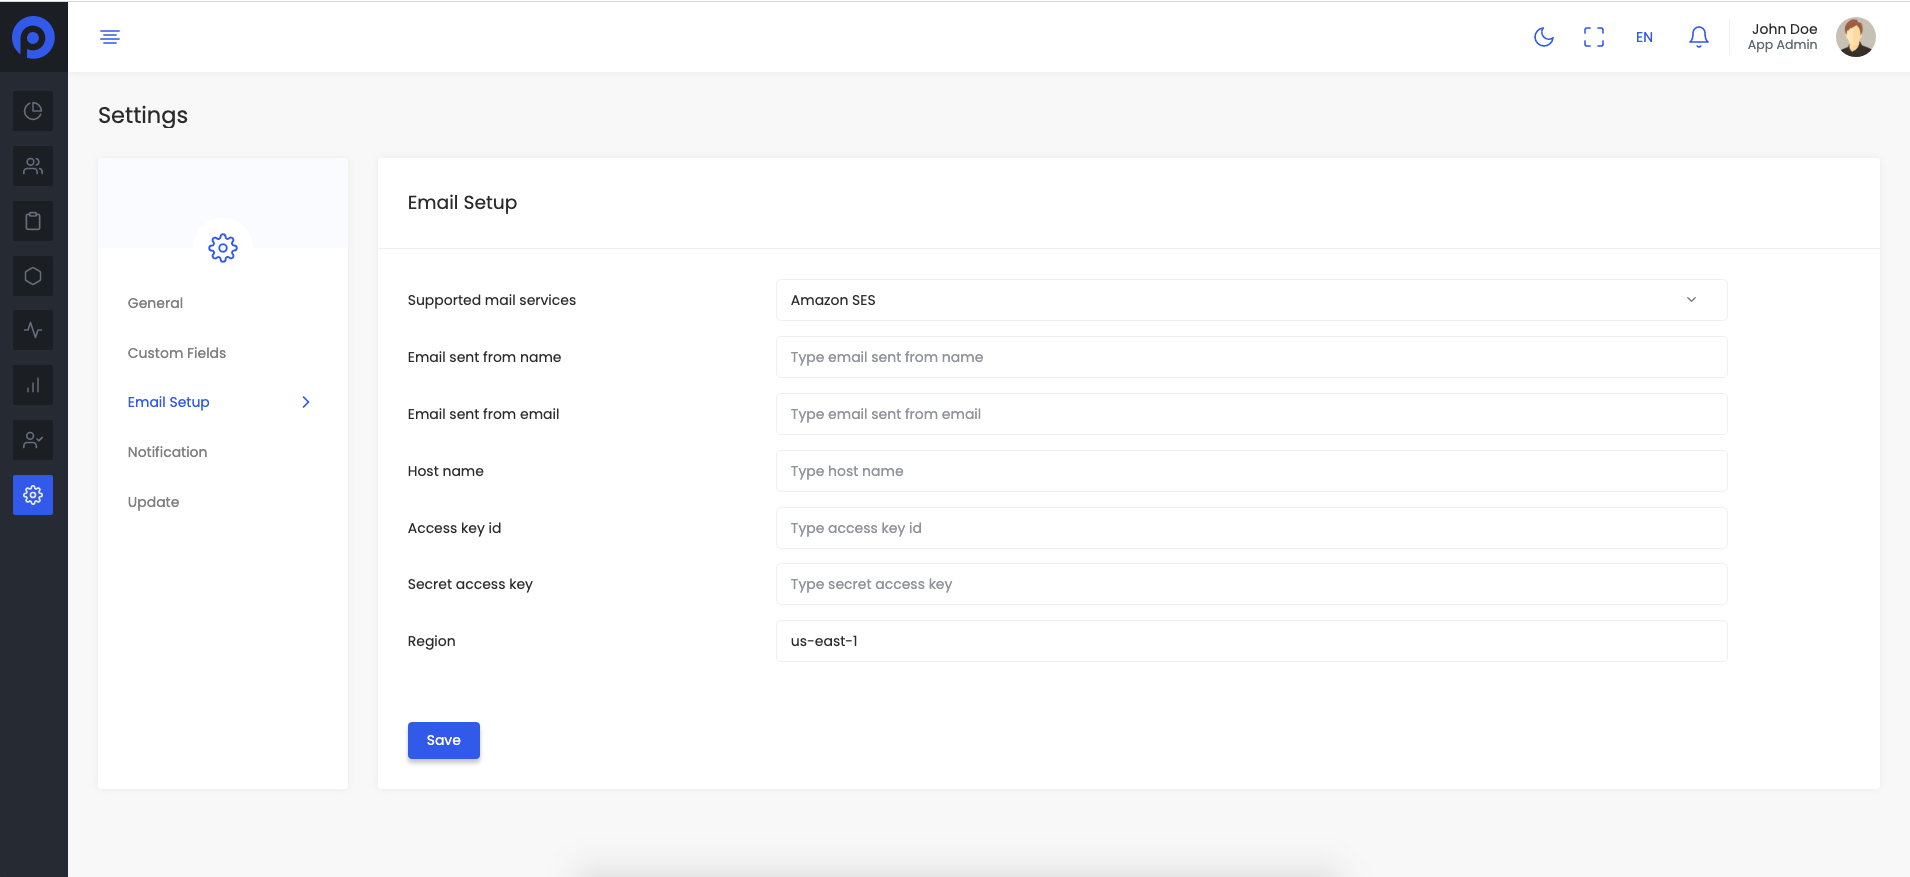 EN
John Doe
App Admin
Settings
General
Custom Fields
Email Setup
Notification
Update
Email Setup
Supported mail services
Amazon SES
Email sent from name
Type email sent from name
Email sent from email
Type email sent from email
Host name
Type host name
Access key id
Type access key id
Secret access key
Type secret access key
Region
us-east-1
Save